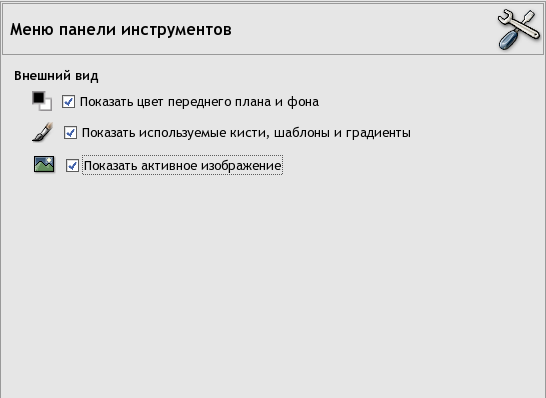 Меню панели инструментов
Внешний вид
Показать цвет переднего плана и фона
Показать используемые кисти, шаблоны и градиенты
Показать активное изображение